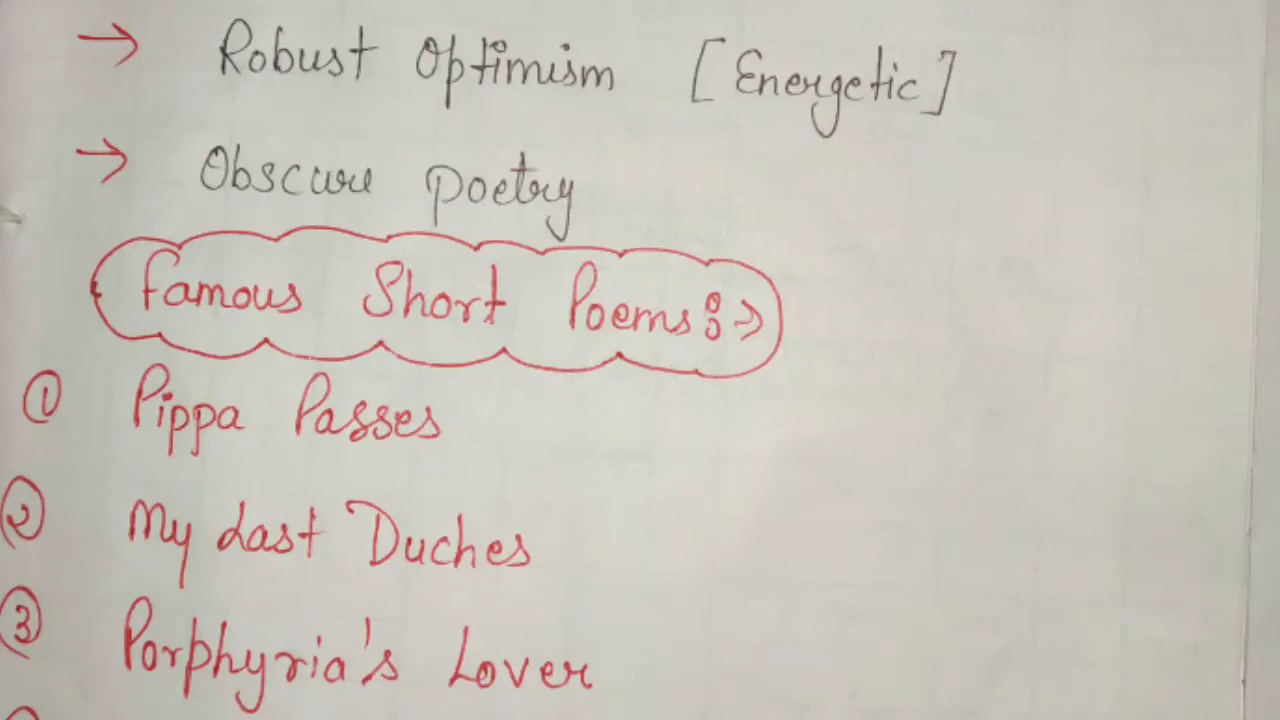 → Robust Optimism [Energetic]
→ Obscure Poetry
Famous Short Poems :→
① Pippa Passes
② My Last Duches
③ Porphyria's Lover